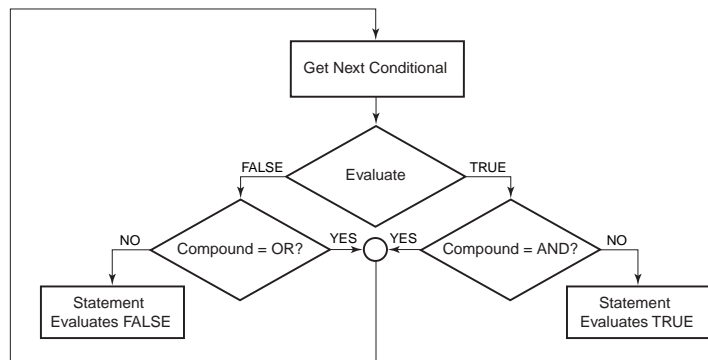 Get Next Conditional
FALSE
Evaluate
TRUE
NO
Compound = OR?
YES
YES
Compound = AND?
NO
Statement
Evaluates FALSE
Statement
Evaluates TRUE